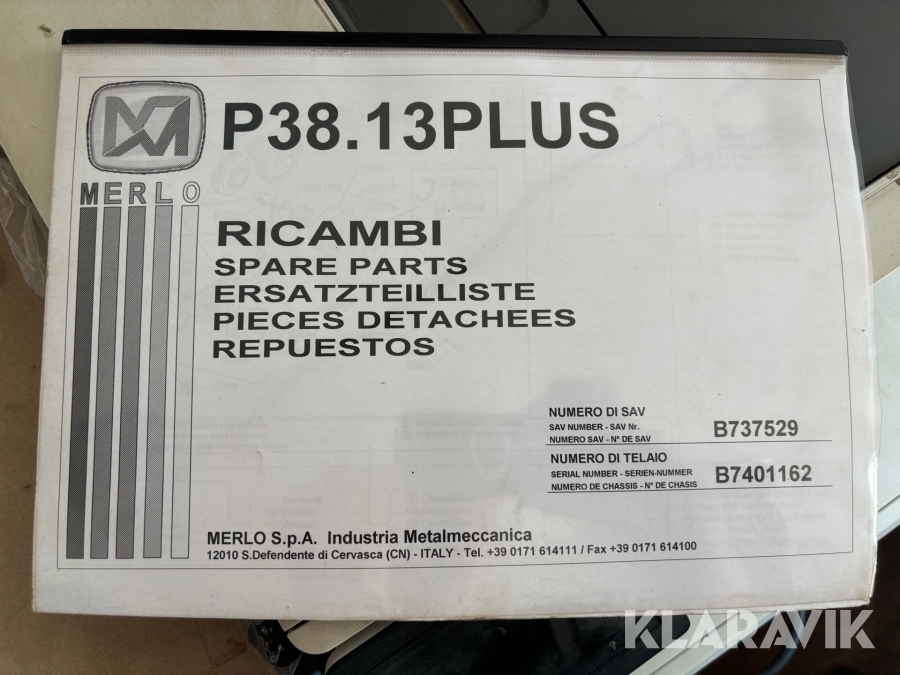 P38.13PLUS
MERLO
RICAMBI
SPARE PARTS
ERSATZTEILLISTE
PIECES DETACHEES
REPUESTOS
NUMERO DI SAV
SAV NUMBER - SAV Nr.
NUMERO SAV - N° DE SAV
B737529
NUMERO DI TELAIO
SERIAL NUMBER - SERIEN-NUMMER
NUMERO DE CHASSIS - N° DE CHASIS
B7401162
MERLO S.p.A. Industria Metalmeccanica
12010 S.Defendente di Cervasca (CN) - ITALY - Tel. +39 0171 614111 / Fax +39 0171 614100
KLARAVIK